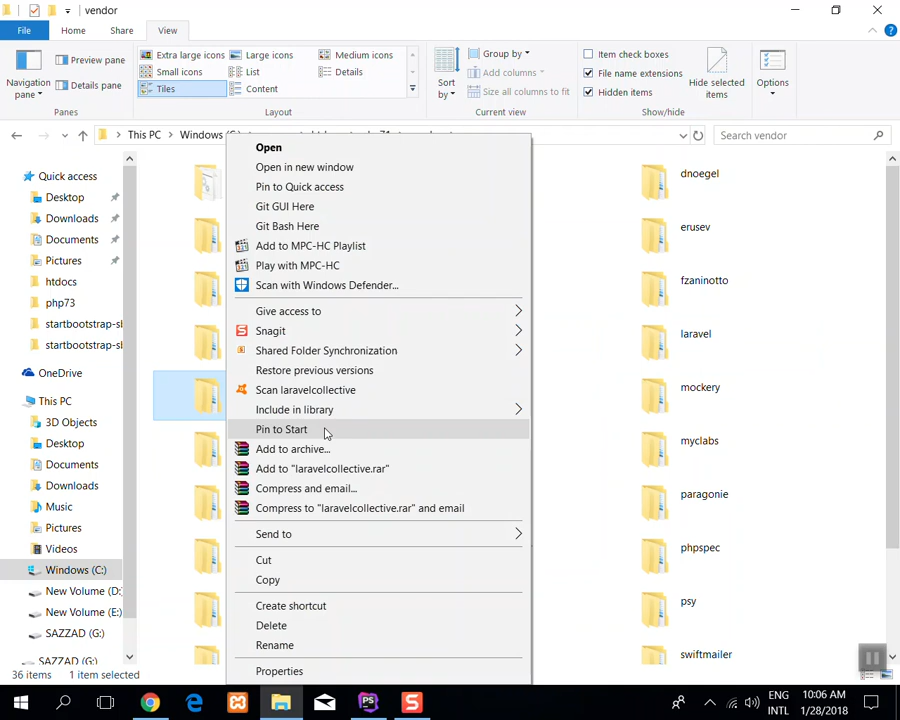 vendor
File
Home
Share
View
Navigation pane
Preview pane
Details pane
Panes
Extra large icons
Large icons
Medium icons
Small icons
List
Details
Tiles
Content
Layout
Sort by
Group by
Add columns
Size all columns to fit
Current view
Item check boxes
File name extensions
Hidden items
Hide selected items
Show/hide
Options
This PC
Windows (C:)
Search vendor
Quick access
Desktop
Downloads
Documents
Pictures
htdocs
php73
startbootstrap-sb
startbootstrap-sb
OneDrive
This PC
3D Objects
Desktop
Documents
Downloads
Music
Pictures
Videos
Windows (C:)
New Volume (D:
New Volume (E:)
SAZZAD (G:)
SAZZAD (G:)
Open
Open in new window
Pin to Quick access
Git GUI Here
Git Bash Here
Add to MPC-HC Playlist
Play with MPC-HC
Scan with Windows Defender...
Give access to
Snagit
Shared Folder Synchronization
Restore previous versions
Scan laravelcollective
Include in library
Pin to Start
Add to archive...
Add to "laravelcollective.rar"
Compress and email...
Compress to "laravelcollective.rar" and email
Send to
Cut
Copy
Create shortcut
Delete
Rename
Properties
dnoegel
erusev
fzaninotto
laravel
mockery
myclabs
paragonie
phpspec
psy
swiftmailer
36 items
1 item selected
ENG
INTL
10:06 AM
1/28/2018